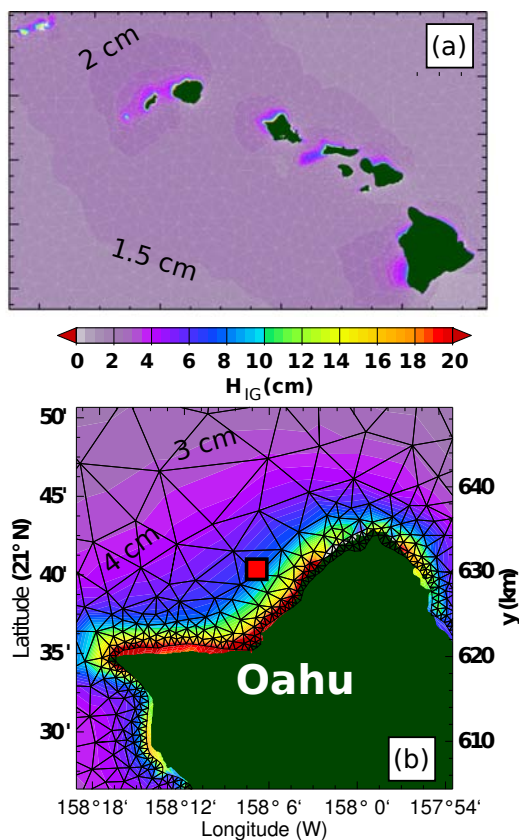 (a)
2 cm
1.5 cm
0 2 4 6 8 10 12 14 16 18 20
H IG (cm)
50'
45'
40'
35'
30'
Latitude (21° N)
3 cm
4 cm
Oahu
(b)
640
630
620
610
y (km)
158°18' 158°12' 158°6' 158°0' 157°54'
Longitude (W)